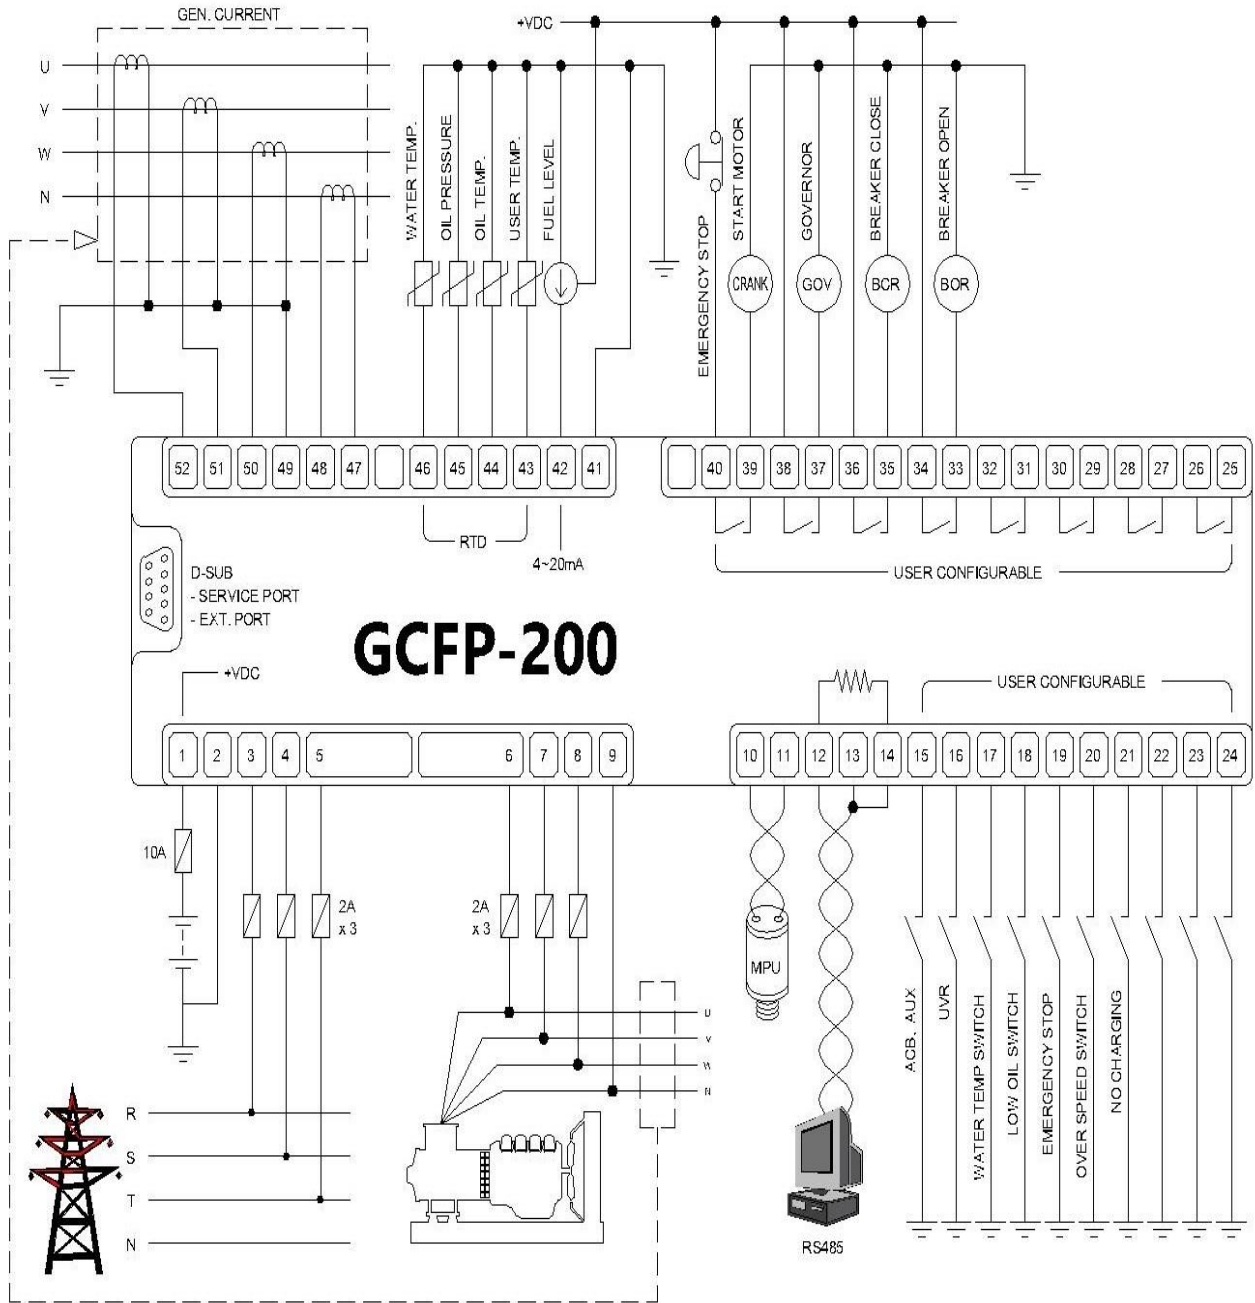 GEN. CURRENT
U
V
W
N
+VDC
WATER TEMP.
OIL PRESSURE
OIL TEMP.
USER TEMP.
FUEL LEVEL
EMERGENCY STOP
START MOTOR
GOVERNOR
BREAKER CLOSE
BREAKER OPEN
CRANK
GOV
BCR
BOR
52 51 50 49 48 47 46 45 44 43 42 41
40 39 38 37 36 35 34 33 32 31 30 29 28 27 26 25
RTD
4~20mA
USER CONFIGURABLE
D-SUB
- SERVICE PORT
- EXT. PORT
GCFP-200
+VDC
USER CONFIGURABLE
1 2 3 4 5 6 7 8 9
10 11 12 13 14 15 16 17 18 19 20 21 22 23 24
10A
2A
x 3
2A
x 3
MPU
U
V
W
N
ACB. AUX
UVR
WATER TEMP SWITCH
LOW OIL SWITCH
EMERGENCY STOP
OVER SPEED SWITCH
NO CHARGING
R
S
T
N
RS485